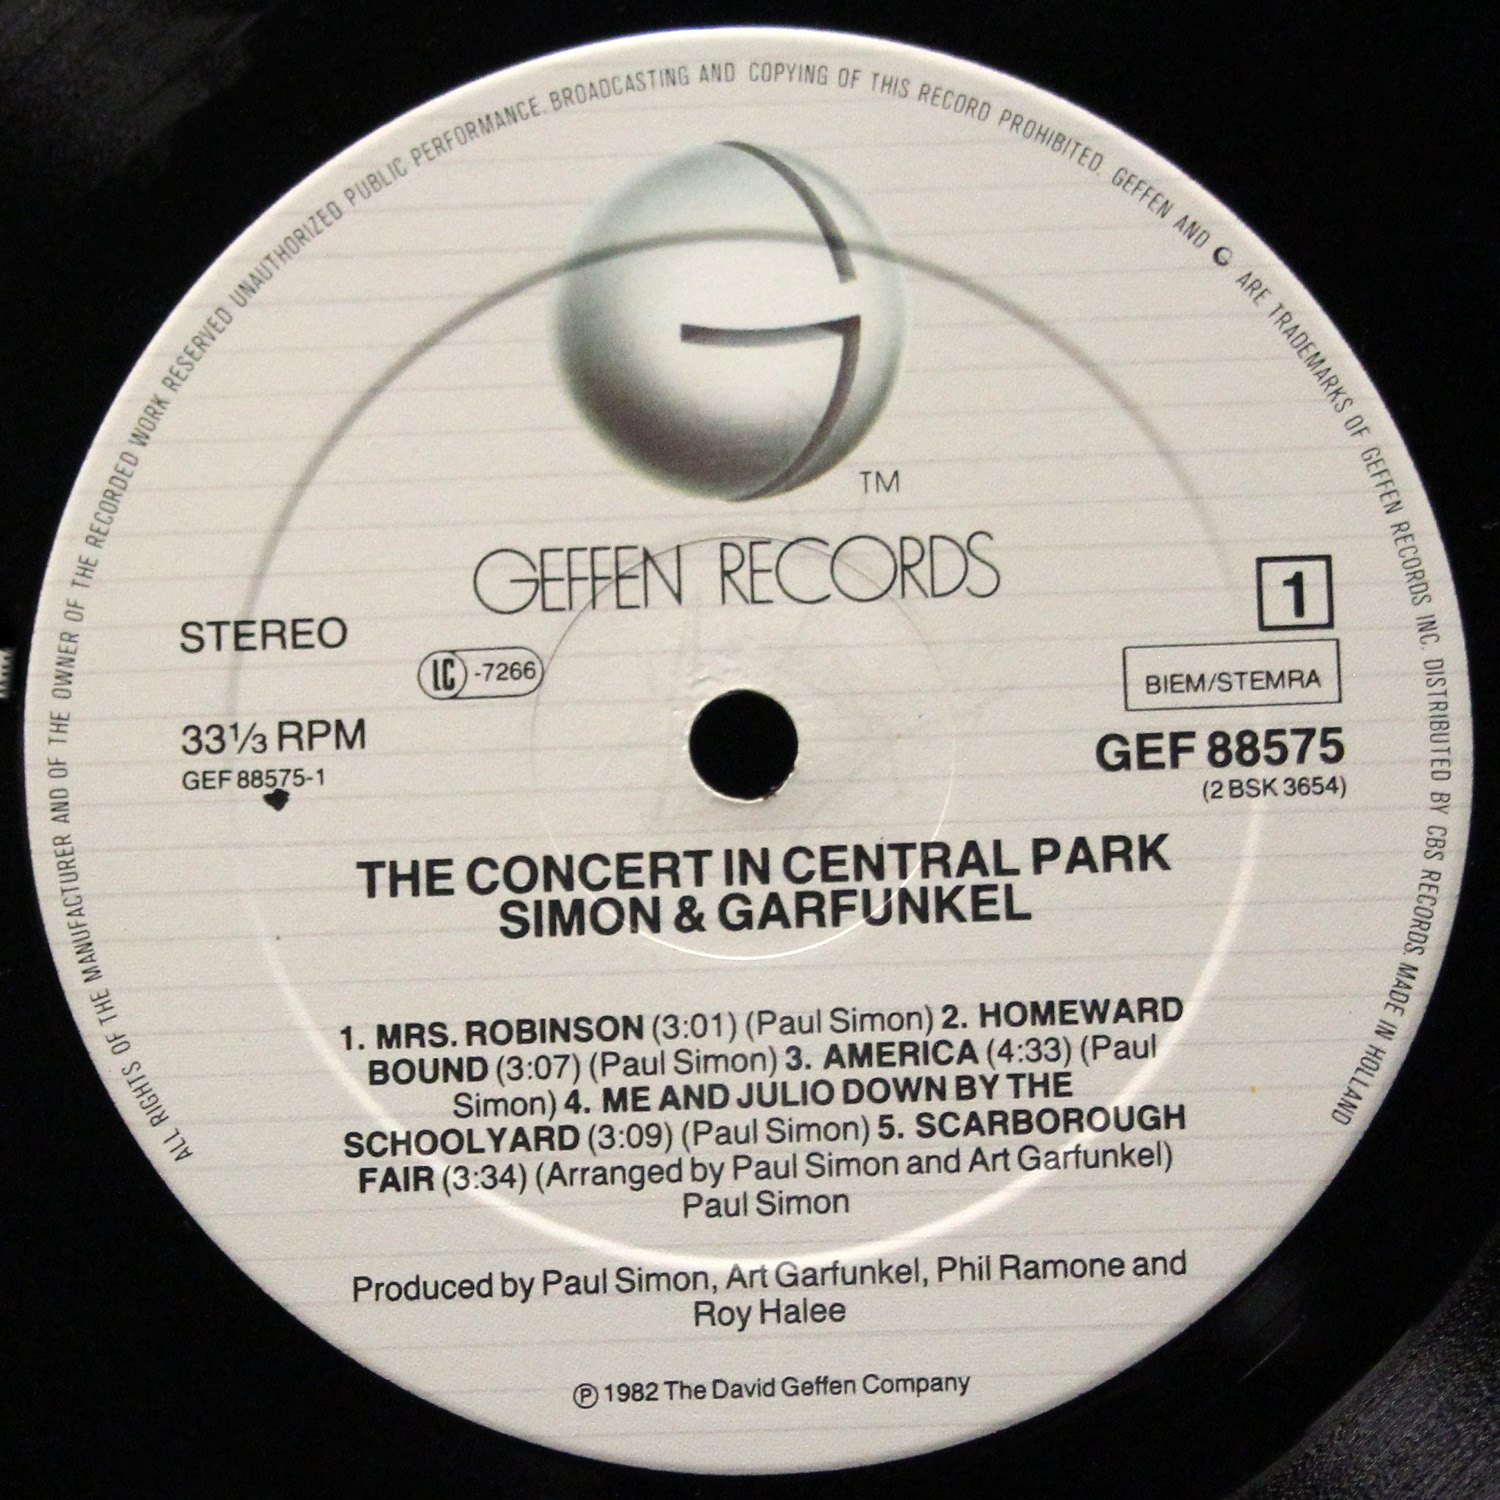 ALL RIGHTS OF THE MANUFACTURER AND OF THE OWNER OF THE RECORDED WORK RESERVED UNAUTHORIZED PUBLIC PERFORMANCE. BROADCASTING AND COPYING OF THIS RECORD PROHIBITED. GEFFEN AND G ARE TRADEMARKS OF GEFFEN RECORDS INC. DISTRIBUTED BY CBS RECORDS. MADE IN HOLLAND
G
TM
GEFFEN RECORDS
STEREO
LC -7266
33⅓ RPM
GEF 88575-1
1
BIEM/STEMRA
GEF 88575
(2 BSK 3654)
THE CONCERT IN CENTRAL PARK
SIMON & GARFUNKEL
1. MRS. ROBINSON (3:01) (Paul Simon) 2. HOMEWARD
BOUND (3:07) (Paul Simon) 3. AMERICA (4:33) (Paul
Simon) 4. ME AND JULIO DOWN BY THE
SCHOOLYARD (3:09) (Paul Simon) 5. SCARBOROUGH
FAIR (3:34) (Arranged by Paul Simon and Art Garfunkel)
Paul Simon
Produced by Paul Simon, Art Garfunkel, Phil Ramone and
Roy Halee
℗ 1982 The David Geffen Company